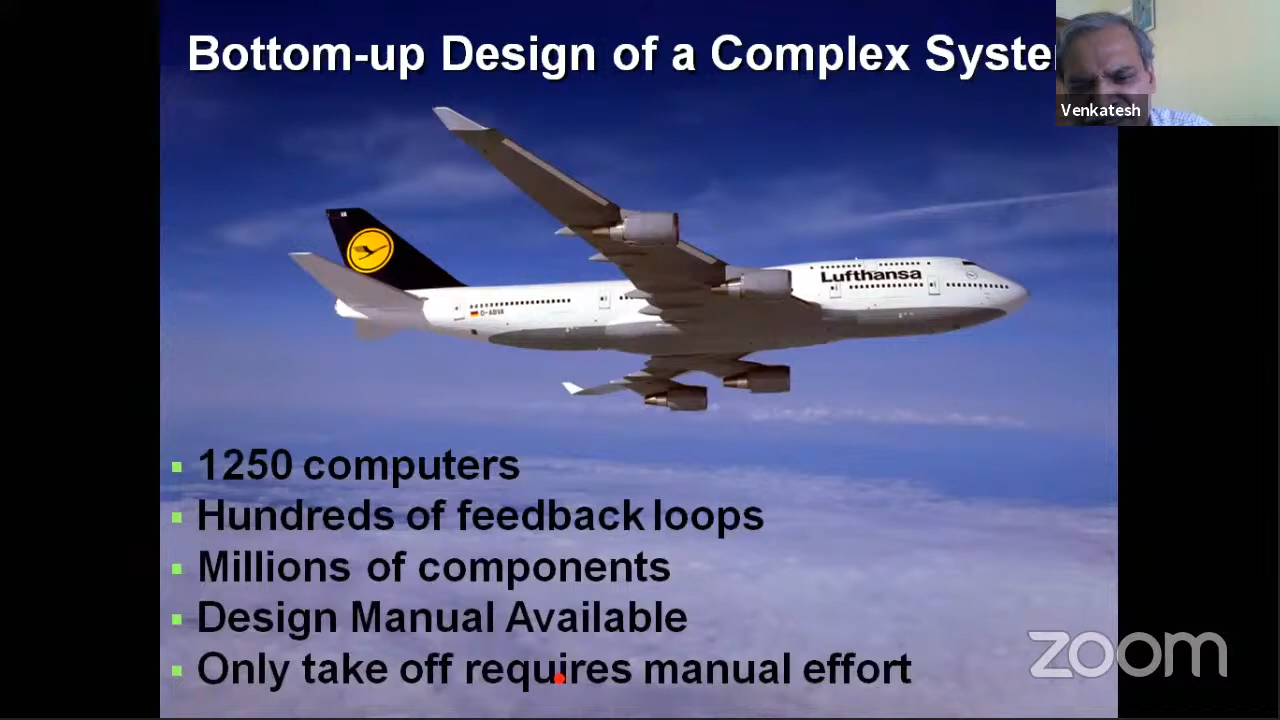 Bottom-up Design of a Complex Syste
Venkatesh
Lufthansa
D-ABVA
1250 computers
Hundreds of feedback loops
Millions of components
Design Manual Available
Only take off requires manual effort
zoom